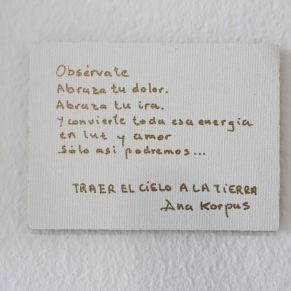 Obsérvate
Abraza tu dolor.
Abraza tu ira.
y convierte toda esa energía
en luz y amor
Sólo así podremos...
TRAER EL CIELO A LA TIERRA
Ana Korpus